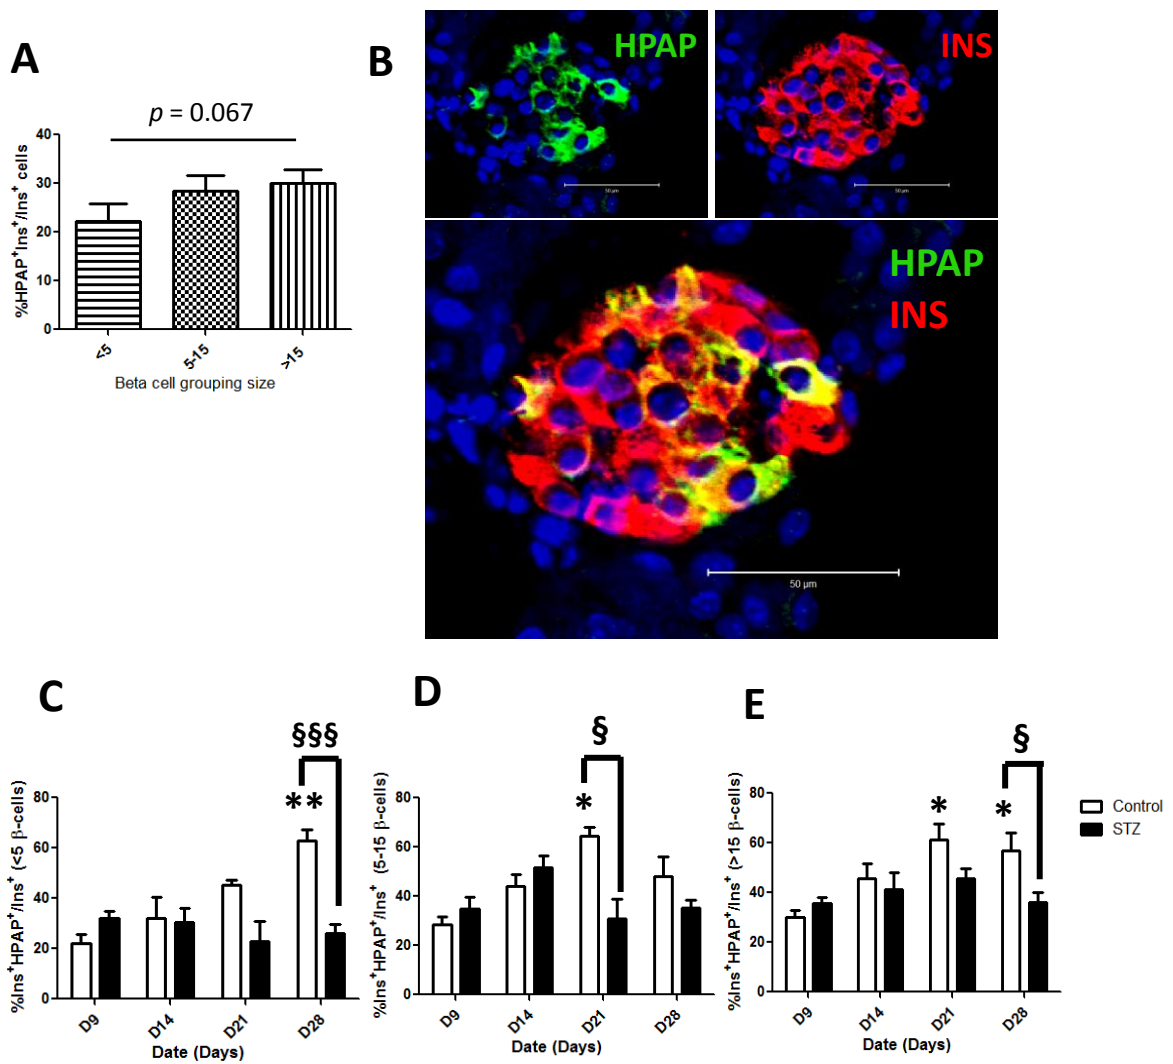 A
p = 0.067
%HPAP⁺Ins⁺/Ins⁺ cells
40
30
20
10
0
<5
5-15
>15
Beta cell grouping size
B
HPAP
50 µm
INS
50 µm
HPAP
INS
50 µm
C
§§§
**
%Ins⁺HPAP⁺/Ins⁺ (<5 β-cells)
80
60
40
20
0
D9
D14
D21
D28
Date (Days)
D
§
*
%Ins⁺HPAP⁺/Ins⁺ (5-15 β-cells)
80
60
40
20
0
D9
D14
D21
D28
Date (Days)
E
§
*
*
%Ins⁺HPAP⁺/Ins⁺ (>15 β-cells)
80
60
40
20
0
D9
D14
D21
D28
Date (Days)
Control
STZ